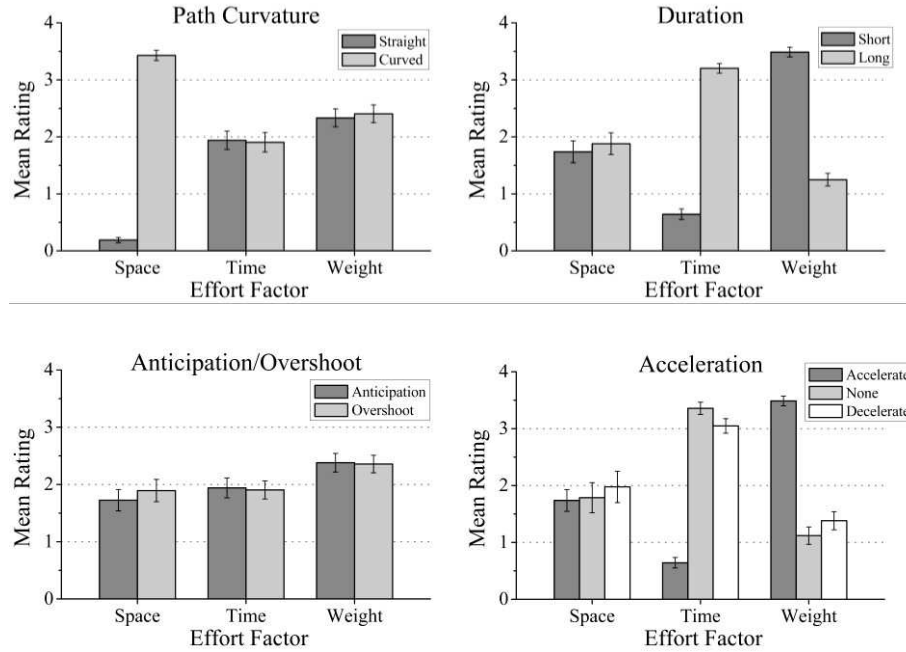 Path Curvature
4
3
2
1
0
Mean Rating
Straight
Curved
Space
Time
Weight
Effort Factor
Duration
4
3
2
1
0
Mean Rating
Short
Long
Space
Time
Weight
Effort Factor
Anticipation/Overshoot
4
3
2
1
0
Mean Rating
Anticipation
Overshoot
Space
Time
Weight
Effort Factor
Acceleration
4
3
2
1
0
Mean Rating
Accelerate
None
Decelerate
Space
Time
Weight
Effort Factor